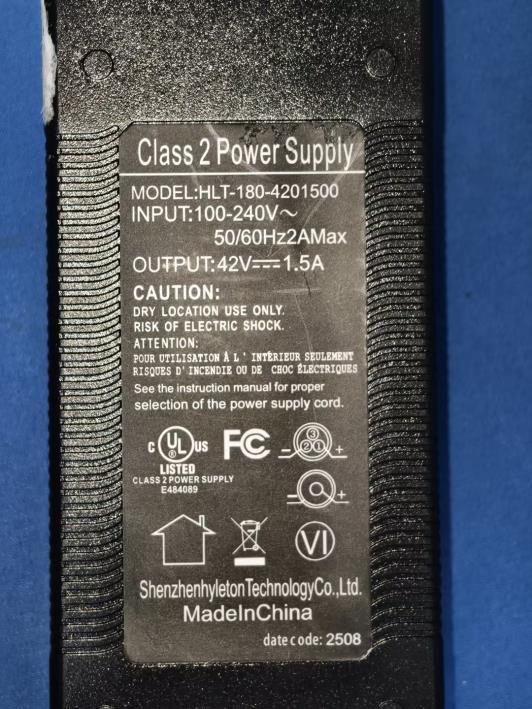 Class 2 Power Supply
MODEL:HLT-180-4201500
INPUT:100-240V~
50/60Hz2AMax
OUTPUT:42V⎓1.5A
CAUTION:
DRY LOCATION USE ONLY.
RISK OF ELECTRIC SHOCK.
ATTENTION:
POUR UTILISATION À L' INTÉRIEUR SEULEMENT
RISQUES D' INCENDIE OU DE CHOC ÉLECTRIQUES
See the instruction manual for proper
selection of the power supply cord.
C UL US FC - 3 2 1 +
LISTED
CLASS 2 POWER SUPPLY
E484089
- +
VI
ShenzhenhyletonTechnologyCo.,Ltd.
MadeInChina
date code: 2508